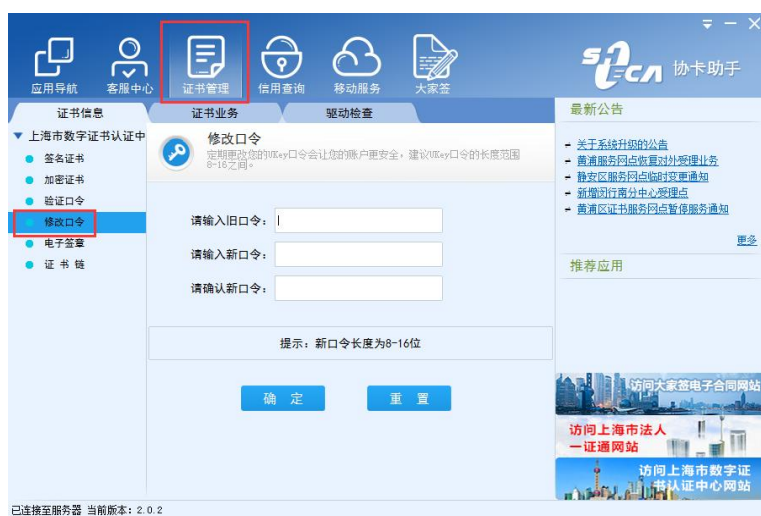 应用导航
客服中心
证书管理
信用查询
移动服务
大家签
SHECA 协卡助手
证书信息
证书业务
驱动检查
上海市数字证书认证中
签名证书
加密证书
验证口令
修改口令
电子签章
证 书 链
修改口令
定期更改您的UKey口令会让您的账户更安全，建议UKey口令的长度范围
8-16之间。
请输入旧口令：
请输入新口令：
请确认新口令：
提示：新口令长度为8-16位
确 定
重 置
最新公告
关于系统升级的公告
黄浦服务网点恢复对外受理业务
静安区服务网点临时变更通知
新增闵行南分中心受理点
黄浦区证书服务网点暂停服务通知
更多
推荐应用
访问大家签电子合同网站
访问上海市法人
一证通网站
访问上海市数字证
书认证中心网站
已连接至服务器 当前版本：2.0.2